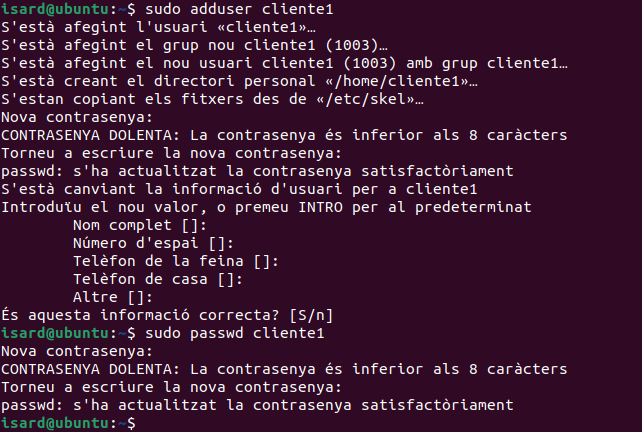 isard@ubuntu:~$ sudo adduser cliente1
S'està afegint l'usuari «cliente1»…
S'està afegint el grup nou cliente1 (1003)…
S'està afegint el nou usuari cliente1 (1003) amb grup cliente1…
S'està creant el directori personal «/home/cliente1»…
S'estan copiant els fitxers des de «/etc/skel»…
Nova contrasenya:
CONTRASENYA DOLENTA: La contrasenya és inferior als 8 caràcters
Torneu a escriure la nova contrasenya:
passwd: s'ha actualitzat la contrasenya satisfactòriament
S'està canviant la informació d'usuari per a cliente1
Introduïu el nou valor, o premeu INTRO per al predeterminat
Nom complet []:
Número d'espai []:
Telèfon de la feina []:
Telèfon de casa []:
Altre []:
És aquesta informació correcta? [S/n]
isard@ubuntu:~$ sudo passwd cliente1
Nova contrasenya:
CONTRASENYA DOLENTA: La contrasenya és inferior als 8 caràcters
Torneu a escriure la nova contrasenya:
passwd: s'ha actualitzat la contrasenya satisfactòriament
isard@ubuntu:~$